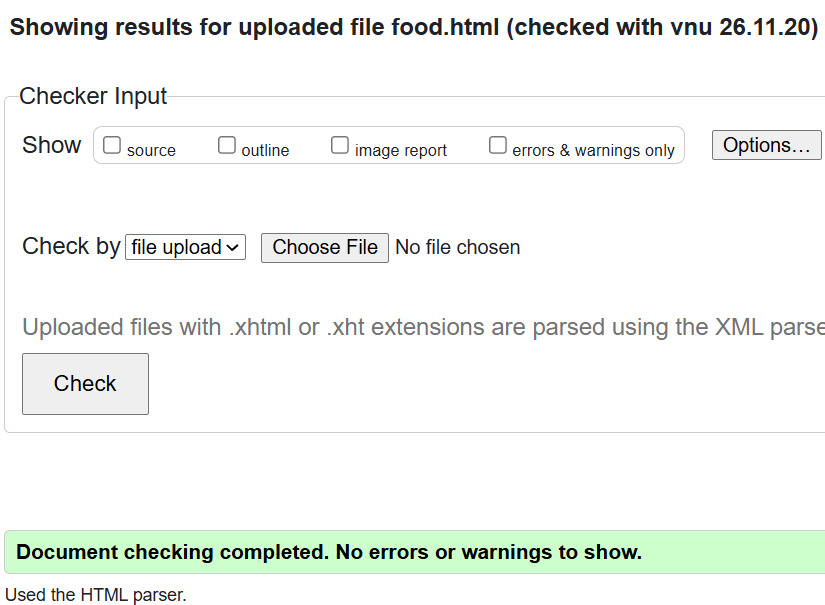 Showing results for uploaded file food.html (checked with vnu 26.11.20)
Checker Input
Show source outline image report errors & warnings only Options…
Check by file upload Choose File No file chosen
Uploaded files with .xhtml or .xht extensions are parsed using the XML parse
Check
Document checking completed. No errors or warnings to show.
Used the HTML parser.